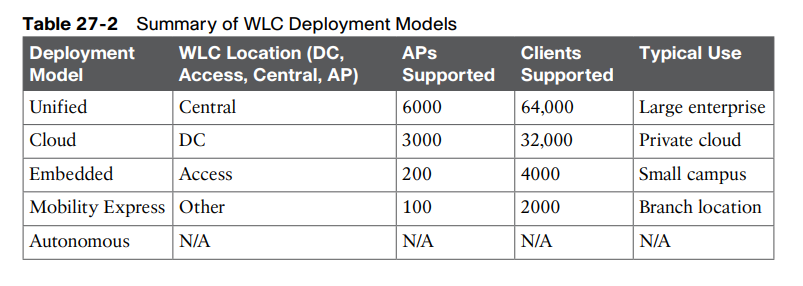 Table 27-2 Summary of WLC Deployment Models
Deployment Model WLC Location (DC, Access, Central, AP) APs Supported Clients Supported Typical Use
Unified Central 6000 64,000 Large enterprise
Cloud DC 3000 32,000 Private cloud
Embedded Access 200 4000 Small campus
Mobility Express Other 100 2000 Branch location
Autonomous N/A N/A N/A N/A